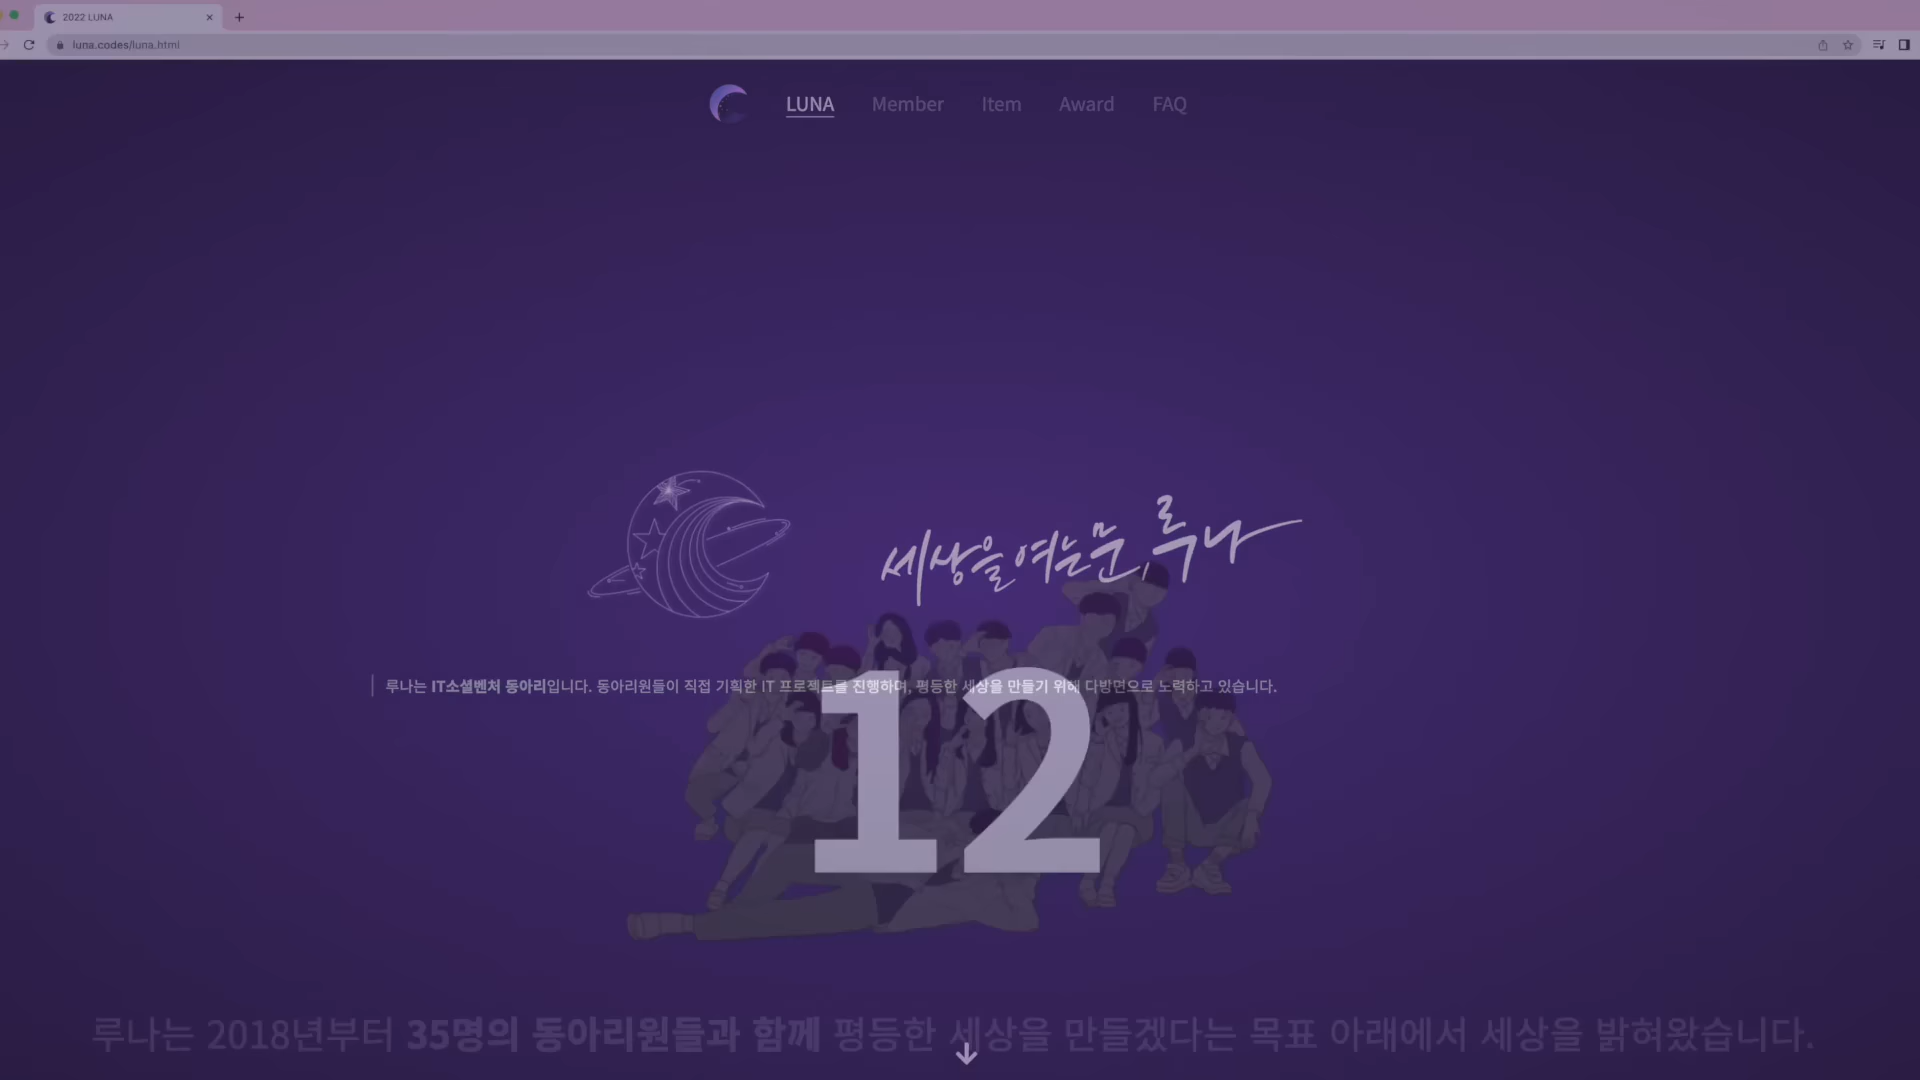 2022 LUNA
luna.codes/luna.html
LUNA Member Item Award FAQ
세상을 여는 문, 루나
루나는 IT소셜벤처 동아리입니다. 동아리원들이 직접 기획한 IT 프로젝트를 진행하며, 평등한 세상을 만들기 위해 다방면으로 노력하고 있습니다.
12
루나는 2018년부터 35명의 동아리원들과 함께 평등한 세상을 만들겠다는 목표 아래에서 세상을 밝혀왔습니다.